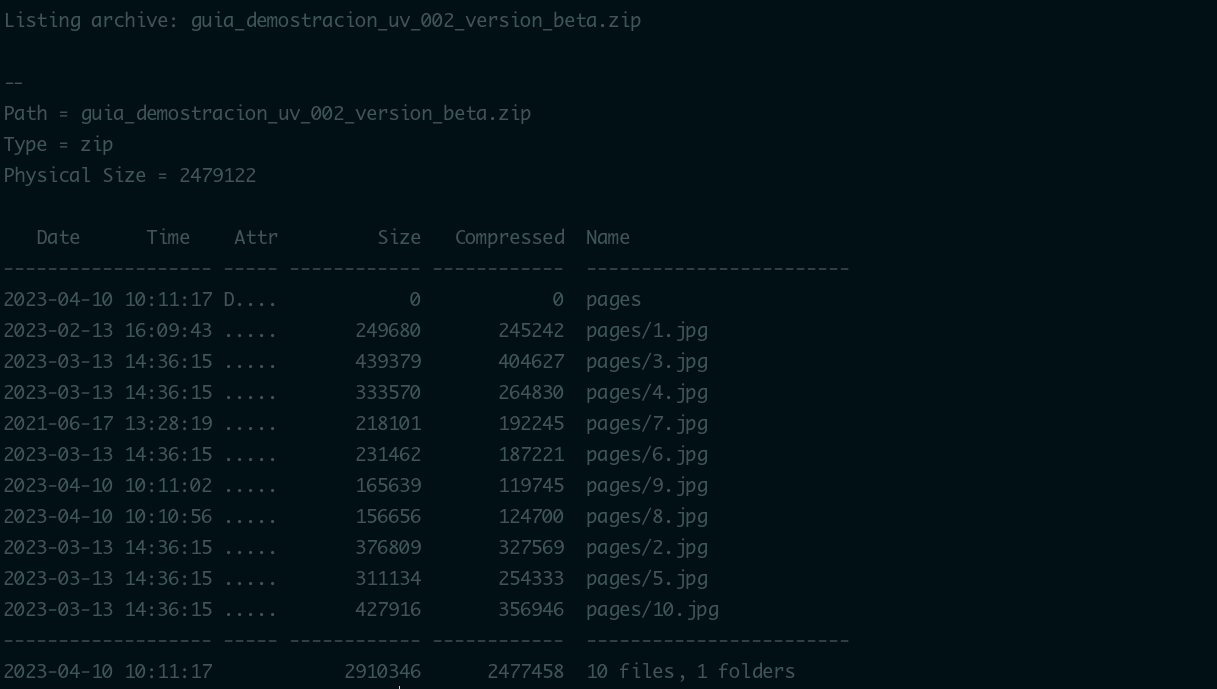 Listing archive: guia_demostracion_uv_002_version_beta.zip
--
Path = guia_demostracion_uv_002_version_beta.zip
Type = zip
Physical Size = 2479122
   Date      Time    Attr         Size   Compressed  Name
------------------- ----- ------------ ------------  ------------------------
2023-04-10 10:11:17 D....            0            0  pages
2023-02-13 16:09:43 .....       249680       245242  pages/1.jpg
2023-03-13 14:36:15 .....       439379       404627  pages/3.jpg
2023-03-13 14:36:15 .....       333570       264830  pages/4.jpg
2021-06-17 13:28:19 .....       218101       192245  pages/7.jpg
2023-03-13 14:36:15 .....       231462       187221  pages/6.jpg
2023-04-10 10:11:02 .....       165639       119745  pages/9.jpg
2023-04-10 10:10:56 .....       156656       124700  pages/8.jpg
2023-03-13 14:36:15 .....       376809       327569  pages/2.jpg
2023-03-13 14:36:15 .....       311134       254333  pages/5.jpg
2023-03-13 14:36:15 .....       427916       356946  pages/10.jpg
------------------- ----- ------------ ------------  ------------------------
2023-04-10 10:11:17            2910346      2477458  10 files, 1 folders